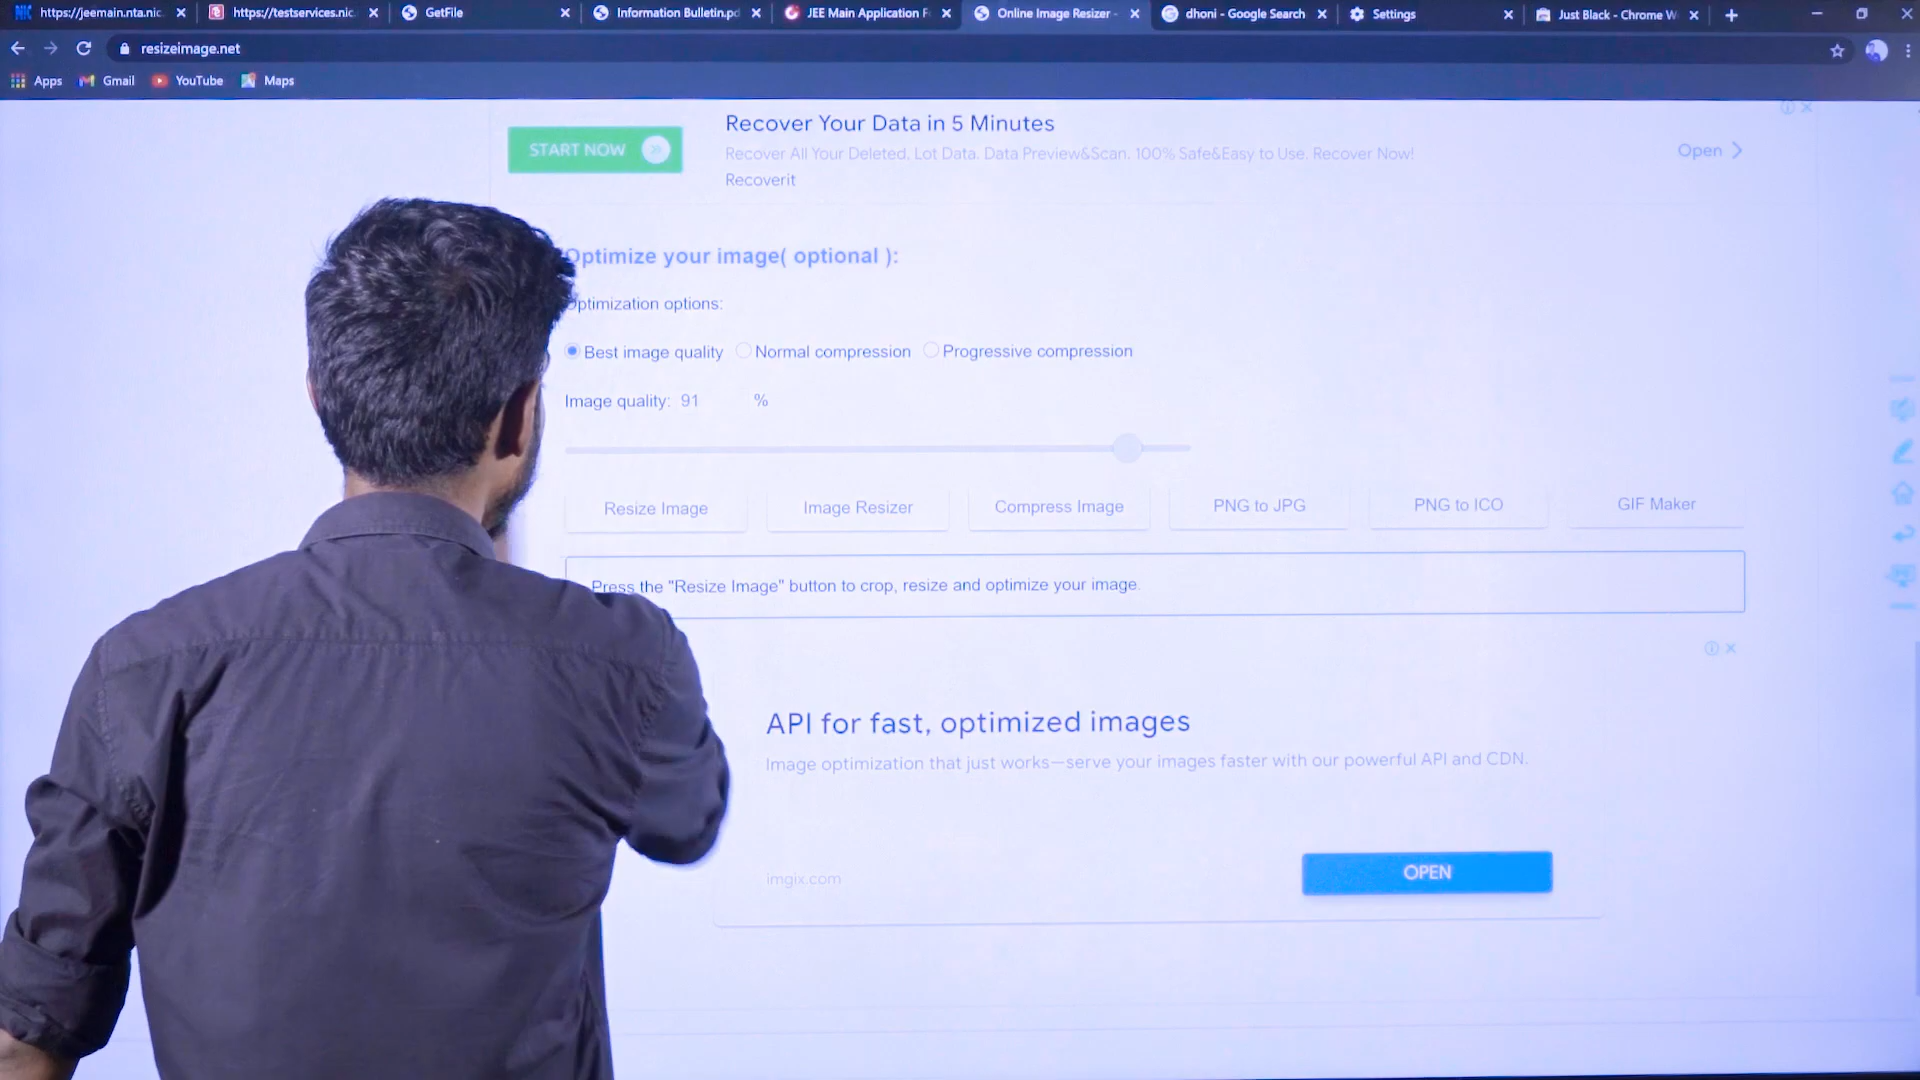 https://jeemain.nta.nic.
https://testservices.nic.
GetFile
Information Bulletin.pd
JEE Main Application F
Online Image Resizer -
dhoni - Google Search
Settings
Just Black - Chrome W
resizeimage.net
Apps
Gmail
YouTube
Maps
START NOW
Recover Your Data in 5 Minutes
Recover All Your Deleted, Lot Data. Data Preview&Scan. 100% Safe&Easy to Use. Recover Now!
Recoverit
Open
Optimize your image( optional ):
Optimization options:
Best image quality
Normal compression
Progressive compression
Image quality: 91 %
Resize Image
Image Resizer
Compress Image
PNG to JPG
PNG to ICO
GIF Maker
Press the "Resize Image" button to crop, resize and optimize your image.
API for fast, optimized images
Image optimization that just works—serve your images faster with our powerful API and CDN.
imgix.com
OPEN